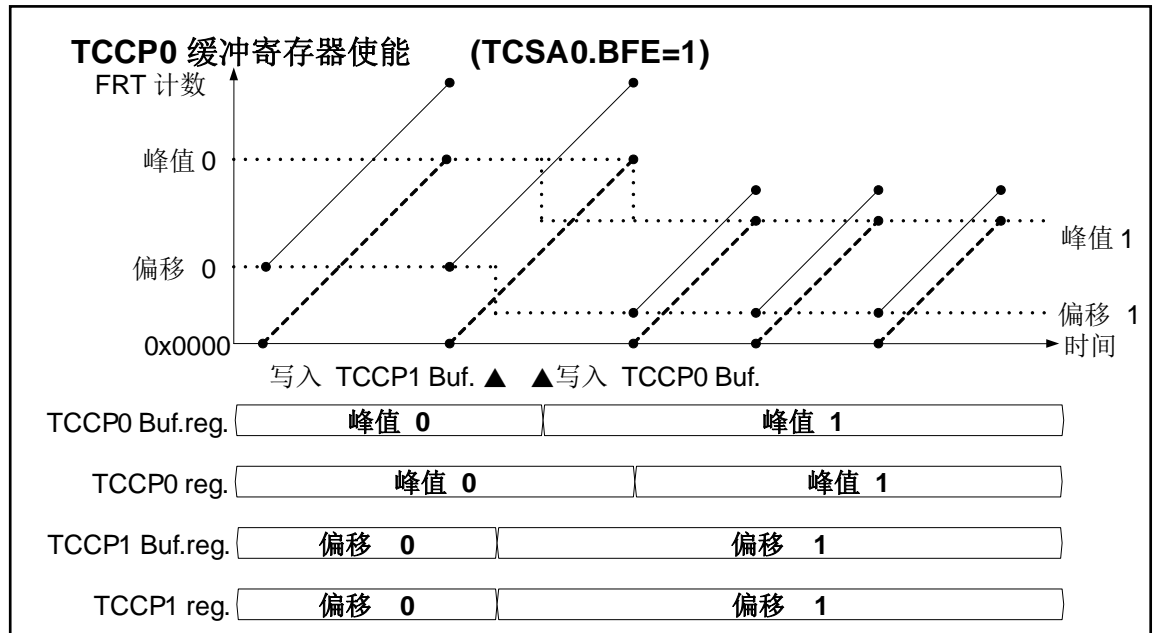 TCCP0 缓冲寄存器使能 (TCSA0.BFE=1)
FRT 计数
峰值 0
峰值 1
偏移 0
偏移 1
0x0000
时间
写入 TCCP1 Buf. ▲ ▲写入 TCCP0 Buf.
TCCP0 Buf.reg. 峰值 0 峰值 1
TCCP0 reg. 峰值 0 峰值 1
TCCP1 Buf.reg. 偏移 0 偏移 1
TCCP1 reg. 偏移 0 偏移 1